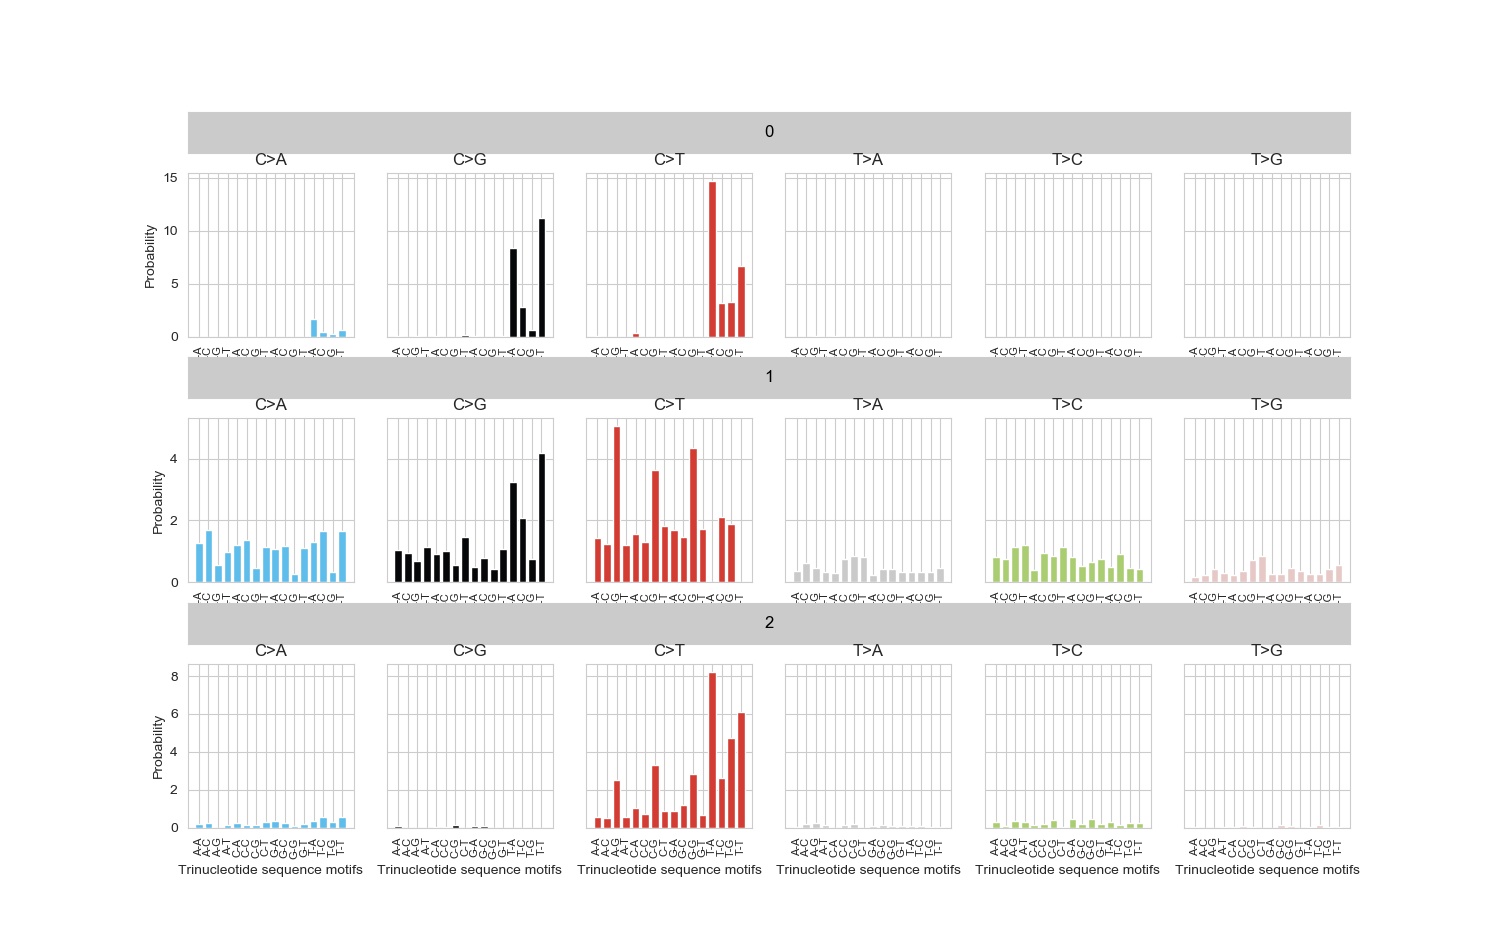 0
C>A C>G C>T T>A T>C T>G
15
10
5
0
Probability
1
C>A C>G C>T T>A T>C T>G
4
2
0
Probability
2
C>A C>G C>T T>A T>C T>G
8
6
4
2
0
Probability
A-A A-C A-G A-T C-A C-C C-G C-T G-A G-C G-G G-T T-A T-C T-G T-T
A-A A-C A-G A-T C-A C-C C-G C-T G-A G-C G-G G-T T-A T-C T-G T-T
A-A A-C A-G A-T C-A C-C C-G C-T G-A G-C G-G G-T T-A T-C T-G T-T
A-A A-C A-G A-T C-A C-C C-G C-T G-A G-C G-G G-T T-A T-C T-G T-T
A-A A-C A-G A-T C-A C-C C-G C-T G-A G-C G-G G-T T-A T-C T-G T-T
A-A A-C A-G A-T C-A C-C C-G C-T G-A G-C G-G G-T T-A T-C T-G T-T
Trinucleotide sequence motifs Trinucleotide sequence motifs Trinucleotide sequence motifs Trinucleotide sequence motifs Trinucleotide sequence motifs Trinucleotide sequence motifs